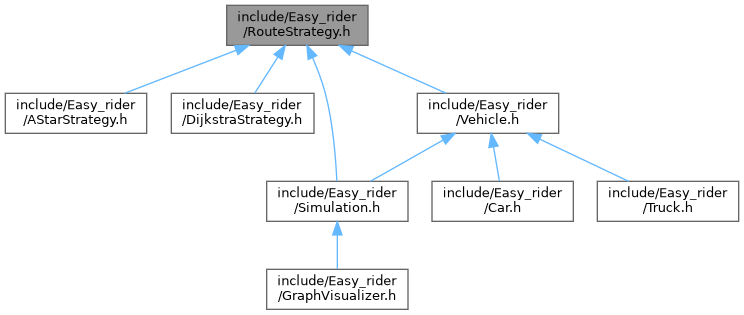 include/Easy_rider
/RouteStrategy.h
include/Easy_rider
/AStarStrategy.h
include/Easy_rider
/DijkstraStrategy.h
include/Easy_rider
/Vehicle.h
include/Easy_rider
/Simulation.h
include/Easy_rider
/Car.h
include/Easy_rider
/Truck.h
include/Easy_rider
/GraphVisualizer.h